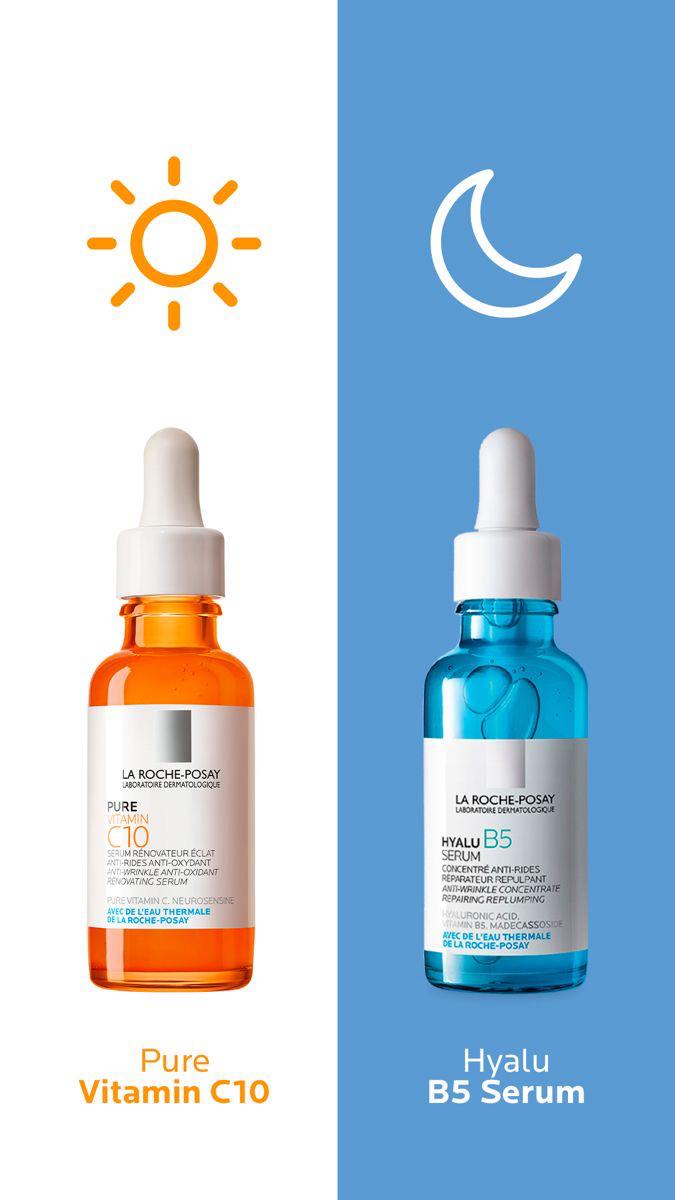 LA ROCHE-POSAY
LABORATOIRE DERMATOLOGIQUE
PURE
VITAMIN
C10
SERUM RÉNOVATEUR ÉCLAT
ANTI-RIDES ANTI-OXYDANT
ANTI-WRINKLE ANTI-OXIDANT
RENOVATING SERUM
PURE VITAMIN C. NEUROSENSINE
AVEC DE L'EAU THERMALE
DE LA ROCHE-POSAY
Pure
Vitamin C10
LA ROCHE-POSAY
LABORATOIRE DERMATOLOGIQUE
HYALU B5
SERUM
CONCENTRÉ ANTI-RIDES
RÉPARATEUR REPULPANT
ANTI-WRINKLE CONCENTRATE
REPAIRING REPLUMPING
HYALURONIC ACID.
VITAMIN B5. MADECASSOSIDE
AVEC DE L'EAU THERMALE
DE LA ROCHE-POSAY
Hyalu
B5 Serum